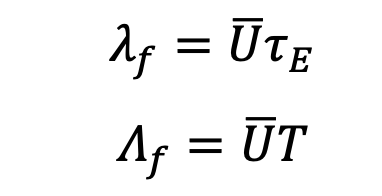 λ_f = U̅τ_E
Λ_f = U̅T